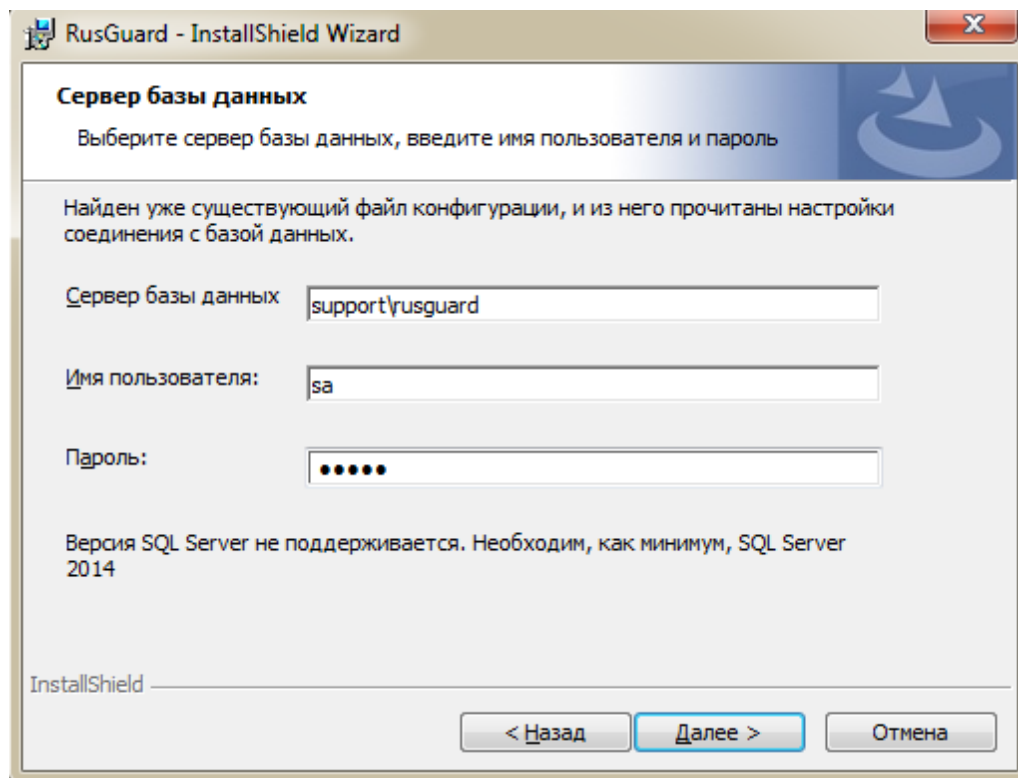 RusGuard - InstallShield Wizard
Сервер базы данных
Выберите сервер базы данных, введите имя пользователя и пароль
Найден уже существующий файл конфигурации, и из него прочитаны настройки
соединения с базой данных.
Сервер базы данных
support\rusguard
Имя пользователя:
sa
Пароль:
•••••
Версия SQL Server не поддерживается. Необходим, как минимум, SQL Server
2014
InstallShield
< Назад
Далее >
Отмена